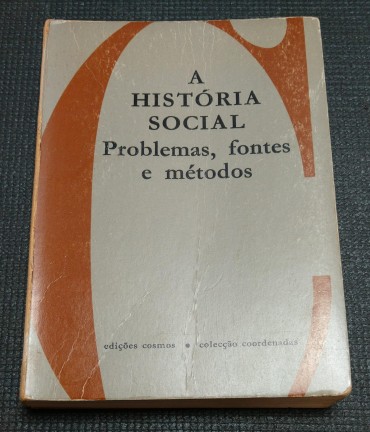 A
HISTÓRIA
SOCIAL
Problemas, fontes
e métodos
edições cosmos • colecção coordenadas